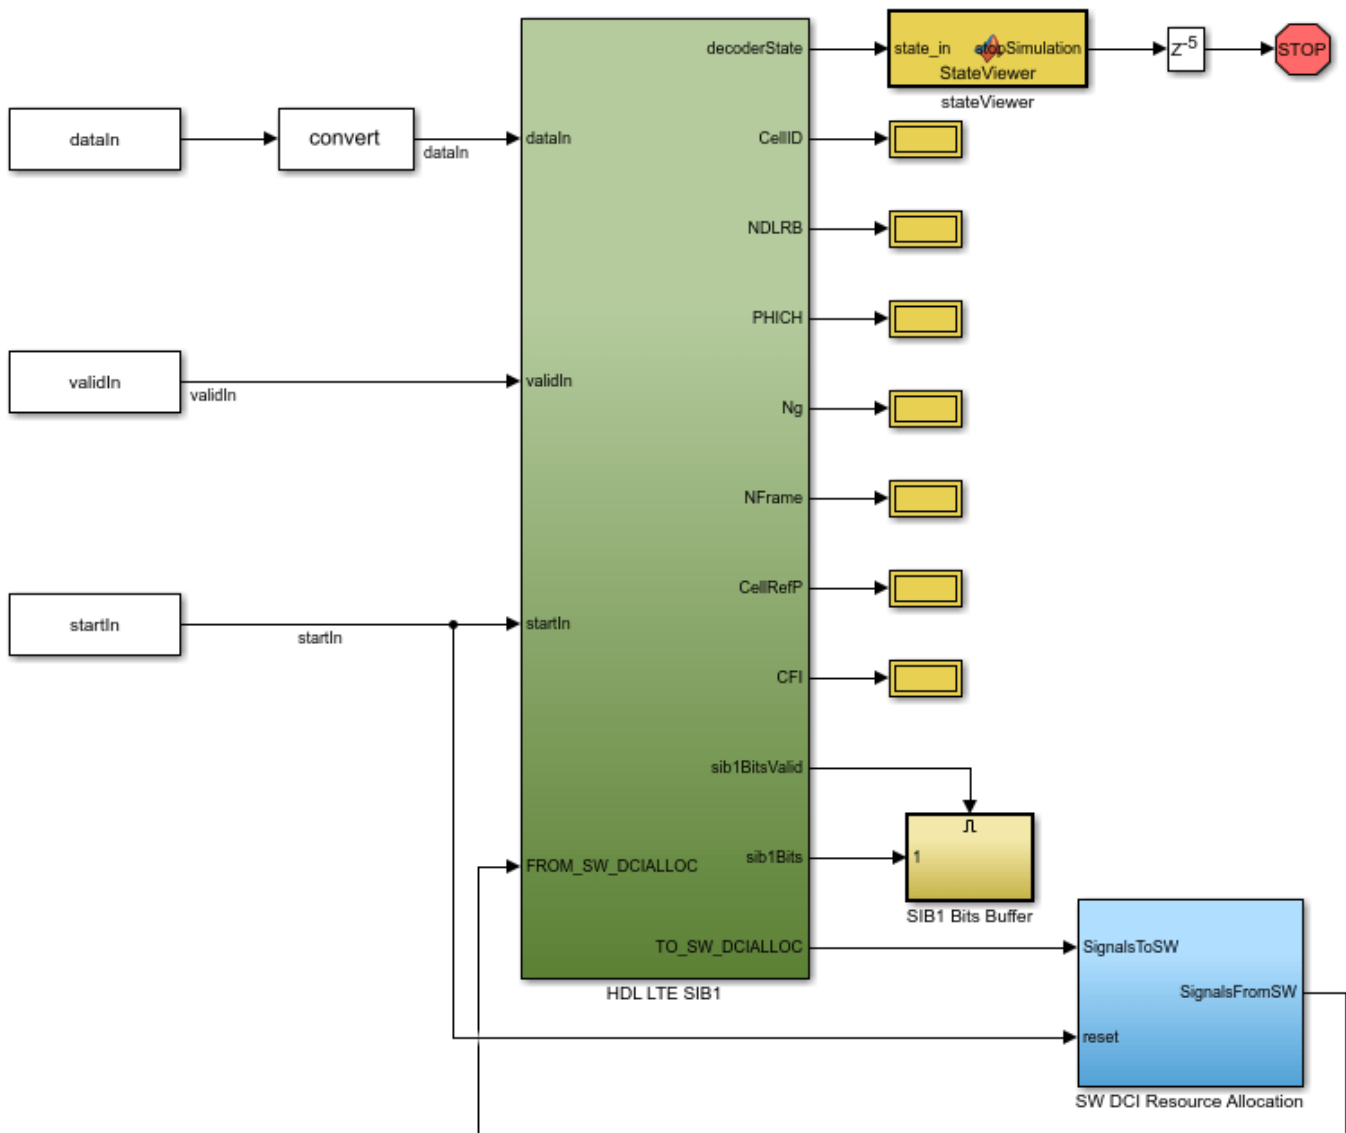 decoderState
state_in
stopSimulation
StateViewer
stateViewer
Z-5
STOP
dataIn
convert
dataIn
dataIn
CellID
NDLRB
PHICH
validIn
validIn
validIn
Ng
NFrame
CellRefP
startIn
startIn
startIn
CFI
sib1BitsValid
FROM_SW_DCIALLOC
sib1Bits
1
SIB1 Bits Buffer
TO_SW_DCIALLOC
HDL LTE SIB1
SignalsToSW
SignalsFromSW
reset
SW DCI Resource Allocation